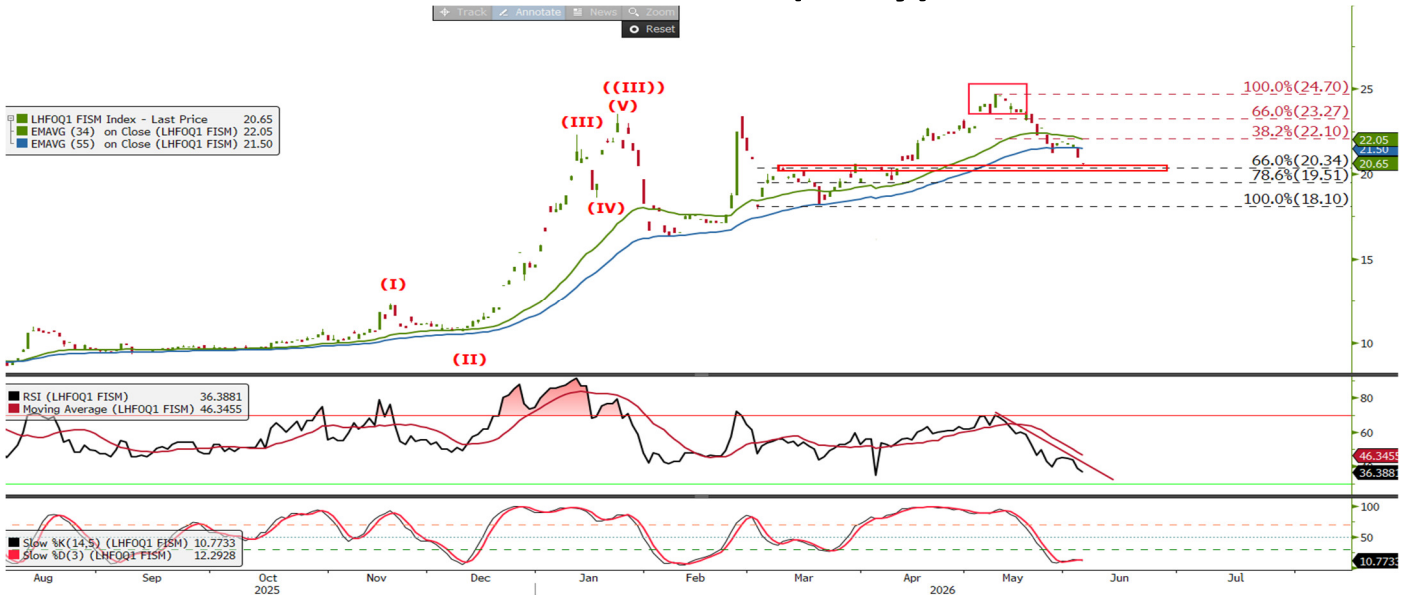 Track Annotate News Zoom
Reset
LHFOQ1 FISM Index - Last Price 20.65
EMAVG (34) on Close (LHFOQ1 FISM) 22.05
EMAVG (55) on Close (LHFOQ1 FISM) 21.50
(I)
(II)
(III)
(IV)
((III))
(V)
100.0%(24.70)
66.0%(23.27)
38.2%(22.10)
66.0%(20.34)
78.6%(19.51)
100.0%(18.10)
25
22.05
21.50
20.65
20
15
10
RSI (LHFOQ1 FISM) 36.3881
Moving Average (LHFOQ1 FISM) 46.3455
80
60
46.3455
36.3881
Slow %K(14,5) (LHFOQ1 FISM) 10.7733
Slow %D(3) (LHFOQ1 FISM) 12.2928
100
50
10.7733
Aug Sep Oct Nov Dec Jan Feb Mar Apr May Jun Jul
2025 2026